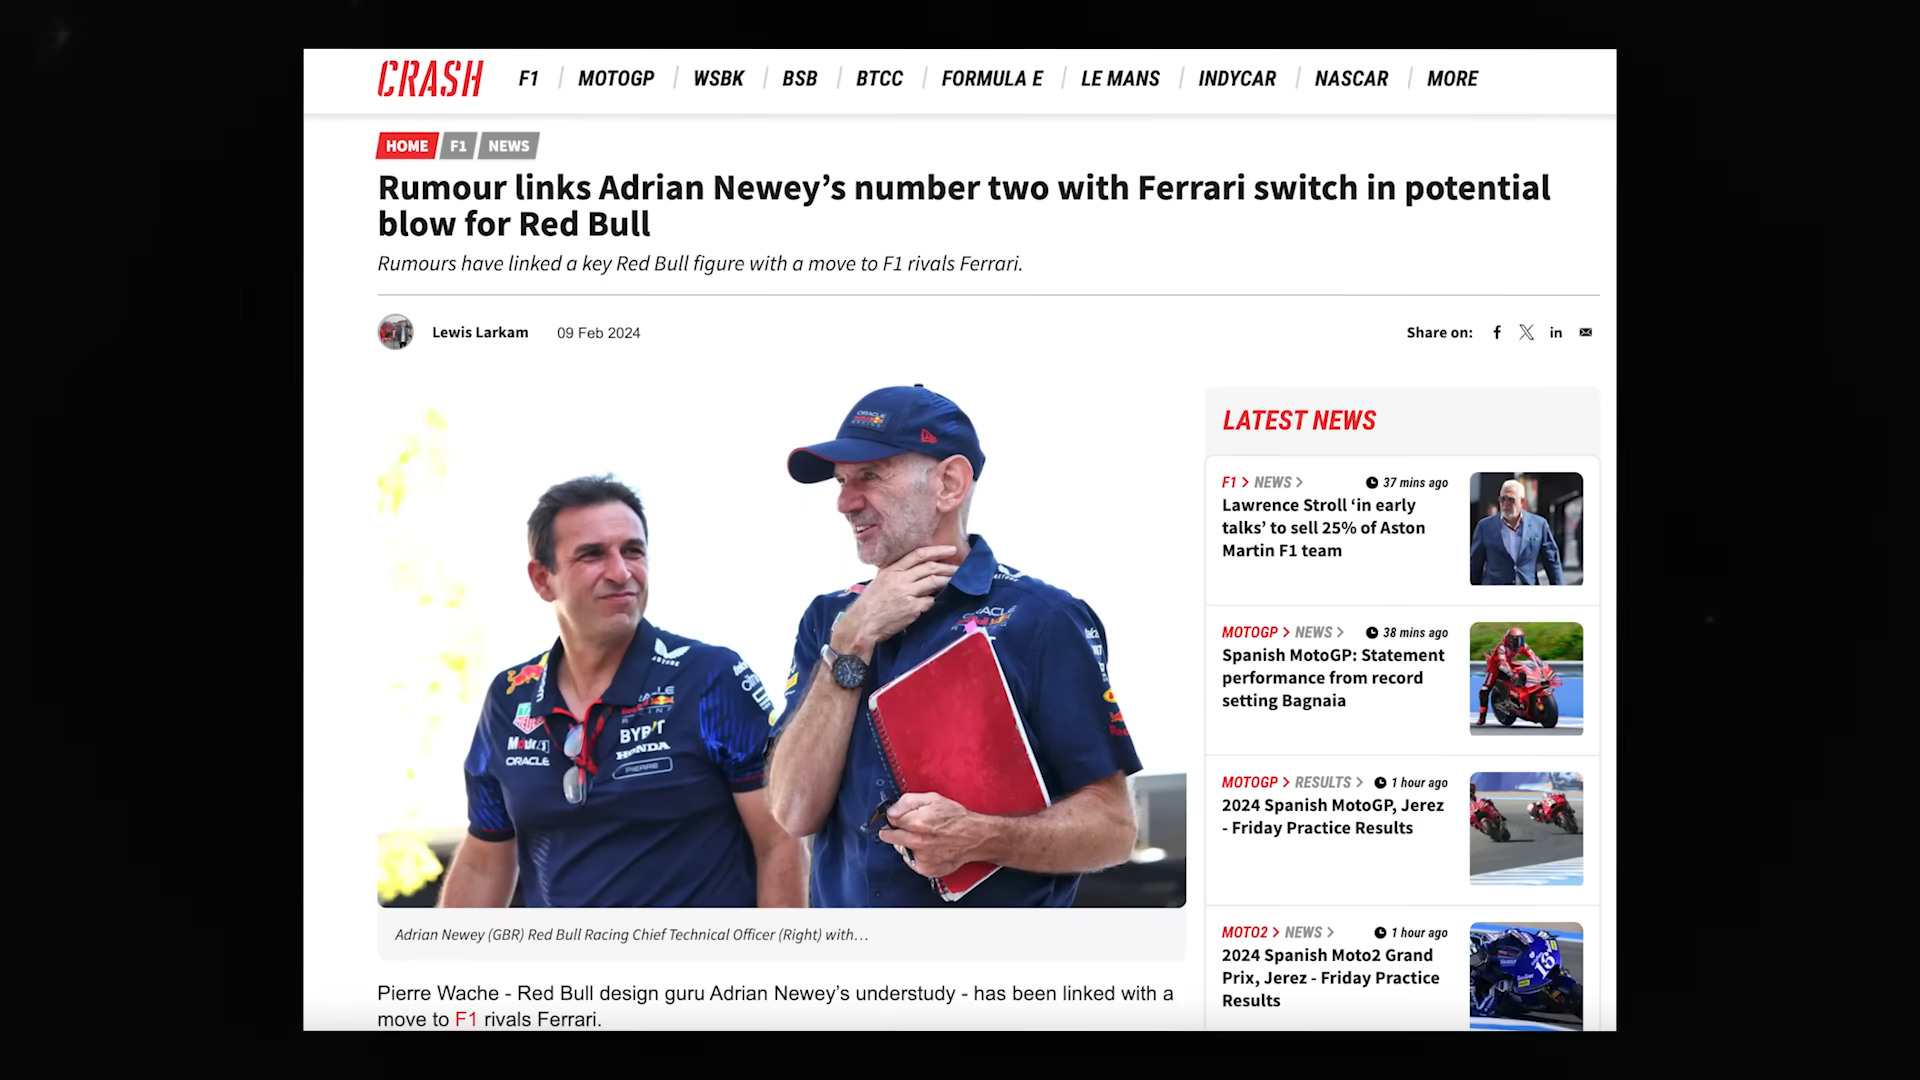 CRASH F1 MOTOGP WSBK BSB BTCC FORMULA E LE MANS INDYCAR NASCAR MORE
HOME F1 NEWS
Rumour links Adrian Newey’s number two with Ferrari switch in potential
blow for Red Bull
Rumours have linked a key Red Bull figure with a move to F1 rivals Ferrari.
Lewis Larkam 09 Feb 2024 Share on:
ORACLE
BYBIT
HONDA
PIERRE
ORACLE
Adrian Newey (GBR) Red Bull Racing Chief Technical Officer (Right) with…
Pierre Wache - Red Bull design guru Adrian Newey’s understudy - has been linked with a
move to F1 rivals Ferrari.
LATEST NEWS
F1 > NEWS > 37 mins ago
Lawrence Stroll ‘in early
talks’ to sell 25% of Aston
Martin F1 team
MOTOGP > NEWS > 38 mins ago
Spanish MotoGP: Statement
performance from record
setting Bagnaia
MOTOGP > RESULTS > 1 hour ago
2024 Spanish MotoGP, Jerez
- Friday Practice Results
MOTO2 > NEWS > 1 hour ago
2024 Spanish Moto2 Grand
Prix, Jerez - Friday Practice
Results